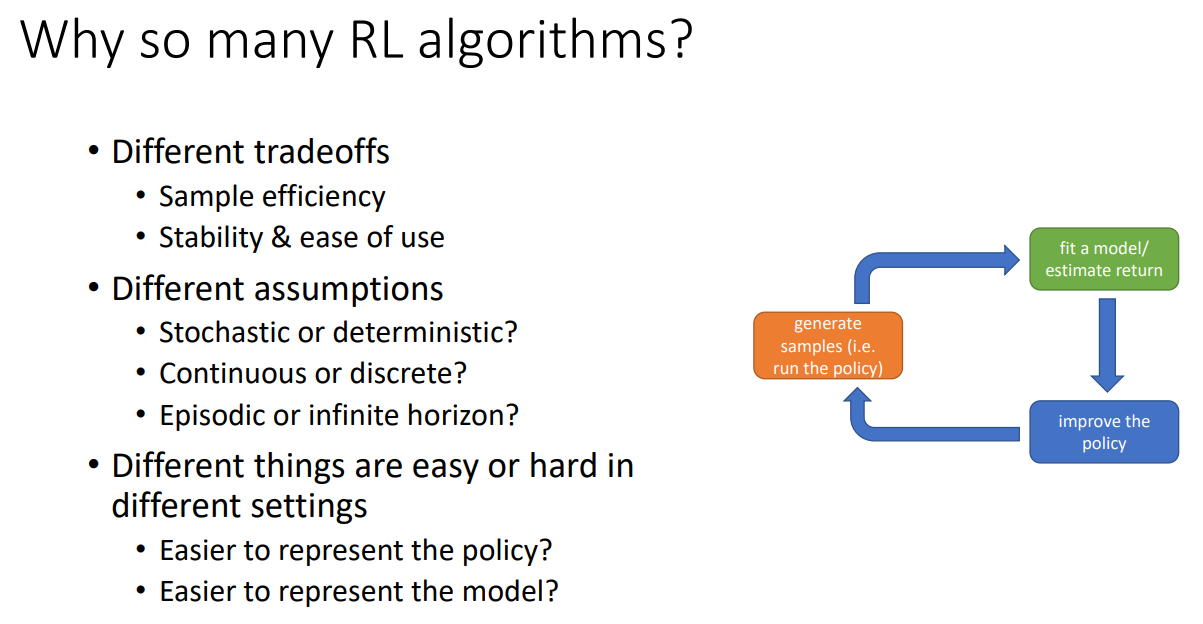 Why so many RL algorithms?
• Different tradeoffs
• Sample efficiency
• Stability & ease of use
• Different assumptions
• Stochastic or deterministic?
• Continuous or discrete?
• Episodic or infinite horizon?
• Different things are easy or hard in
different settings
• Easier to represent the policy?
• Easier to represent the model?
generate
samples (i.e.
run the policy)
fit a model/
estimate return
improve the
policy